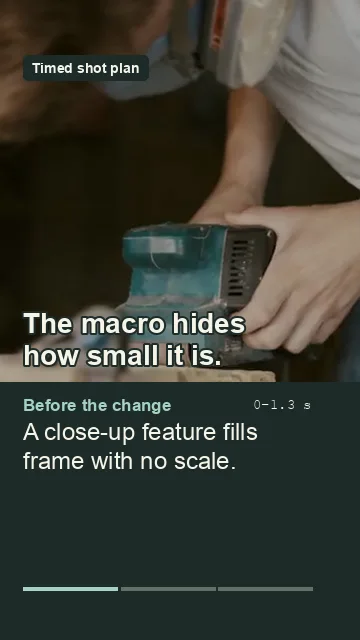 Timed shot plan
The macro hides
how small it is.
Before the change
0–1.3 s
A close-up feature fills
frame with no scale.